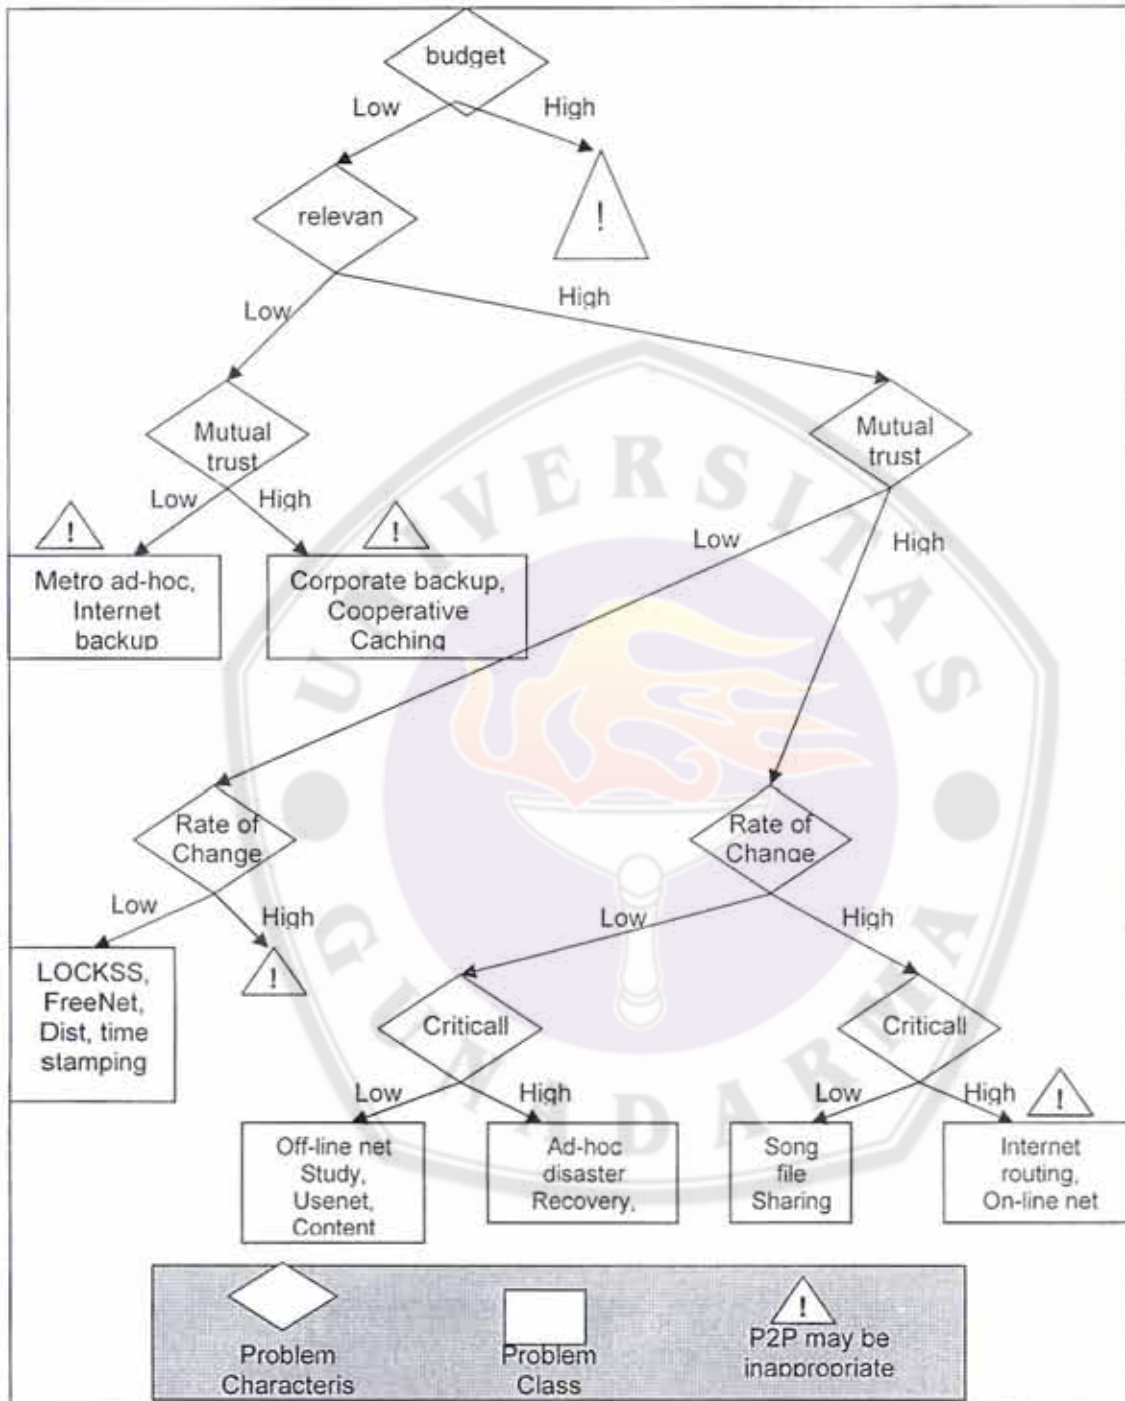 budget
Low
High
relevan
!
Low
High
Mutual
trust
Mutual
trust
Low
High
!
!
Low
High
Metro ad-hoc,
Internet
backup
Corporate backup,
Cooperative
Caching
Rate of
Change
Rate of
Change
Low
High
Low
High
!
LOCKSS,
FreeNet,
Dist, time
stamping
Criticall
Criticall
Low
High
Low
High
!
Off-line net
Study,
Usenet,
Content
Ad-hoc
disaster
Recovery,
Song
file
Sharing
Internet
routing,
On-line net
!
Problem
Characteris
Problem
Class
P2P may be
inappropriate
UNIVERSITAS
GUNADARMA